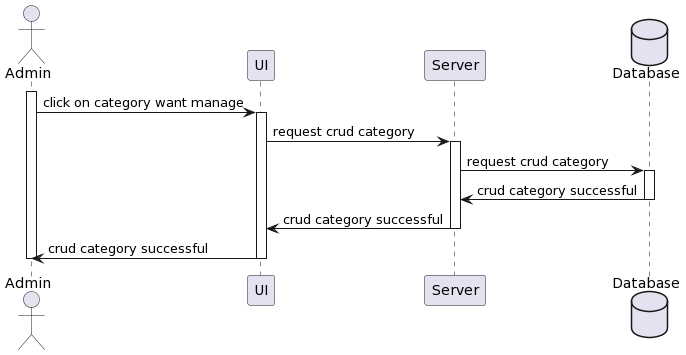 Admin
UI
Server
Database
click on category want manage
request crud category
request crud category
crud category successful
crud category successful
crud category successful
Admin
UI
Server
Database